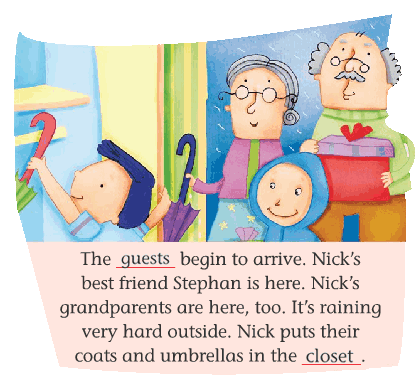 The guests begin to arrive. Nick's
best friend Stephan is here. Nick's
grandparents are here, too. It's raining
very hard outside. Nick puts their
coats and umbrellas in the closet.